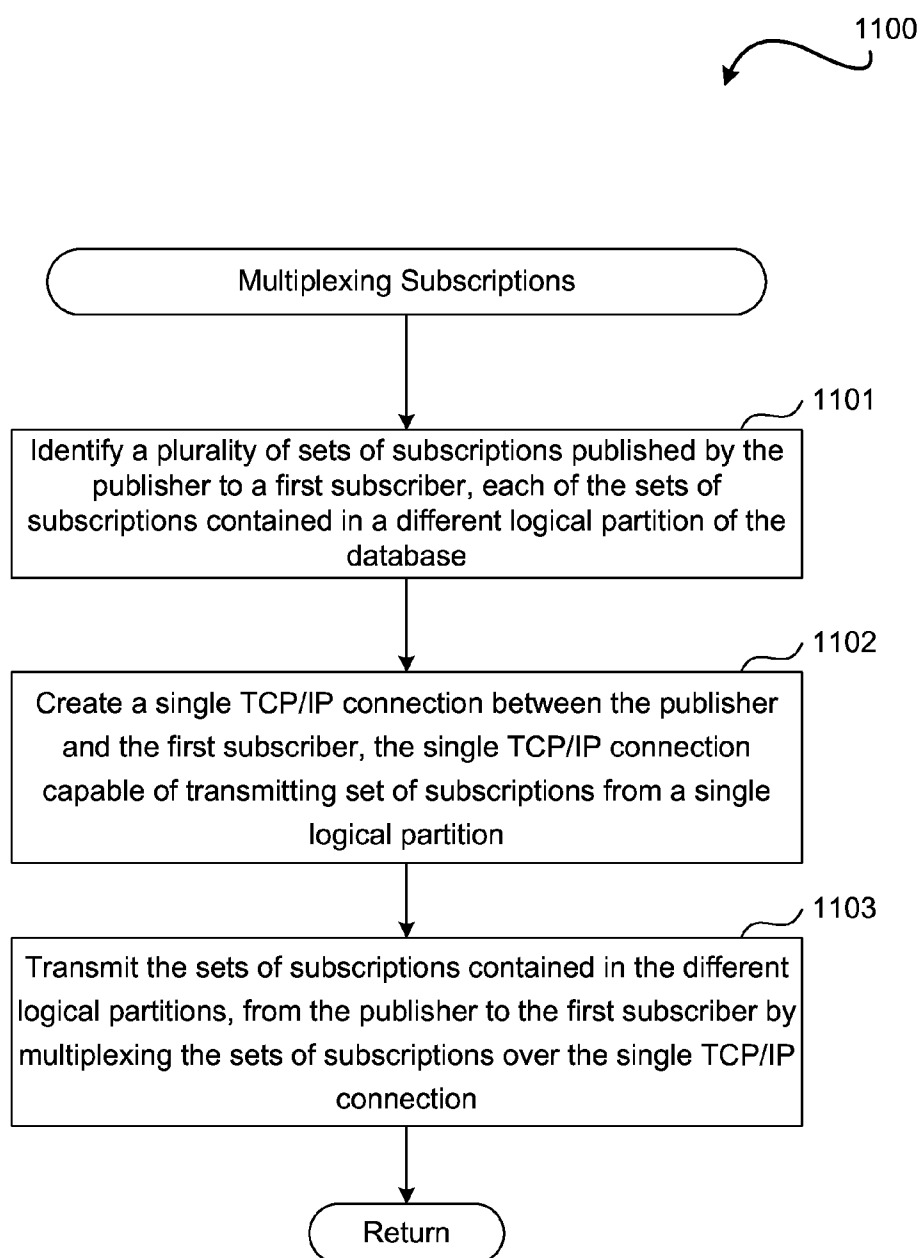 1100
Multiplexing Subscriptions
1101
Identify a plurality of sets of subscriptions published by the
publisher to a first subscriber, each of the sets of
subscriptions contained in a different logical partition of the
database
1102
Create a single TCP/IP connection between the publisher
and the first subscriber, the single TCP/IP connection
capable of transmitting set of subscriptions from a single
logical partition
1103
Transmit the sets of subscriptions contained in the different
logical partitions, from the publisher to the first subscriber by
multiplexing the sets of subscriptions over the single TCP/IP
connection
Return